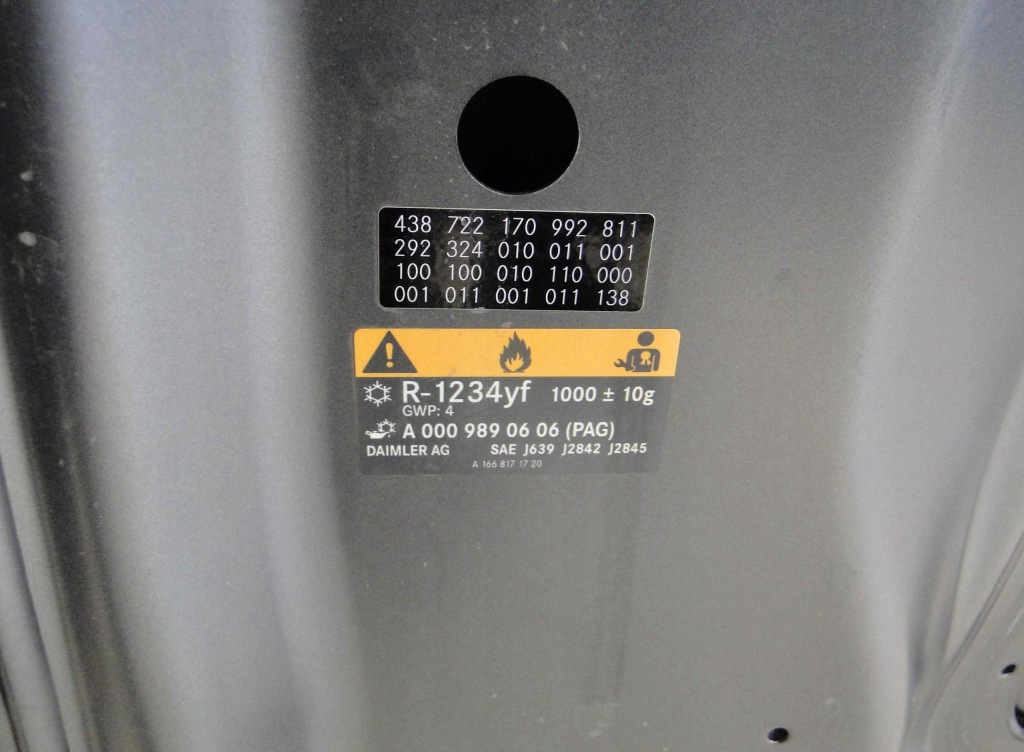 438 722 170 992 811
292 324 010 011 001
100 100 010 110 000
001 011 001 011 138
R-1234yf 1000 ± 10g
GWP: 4
A 000 989 06 06 (PAG)
DAIMLER AG SAE J639 J2842 J2845
A 166 817 17 20